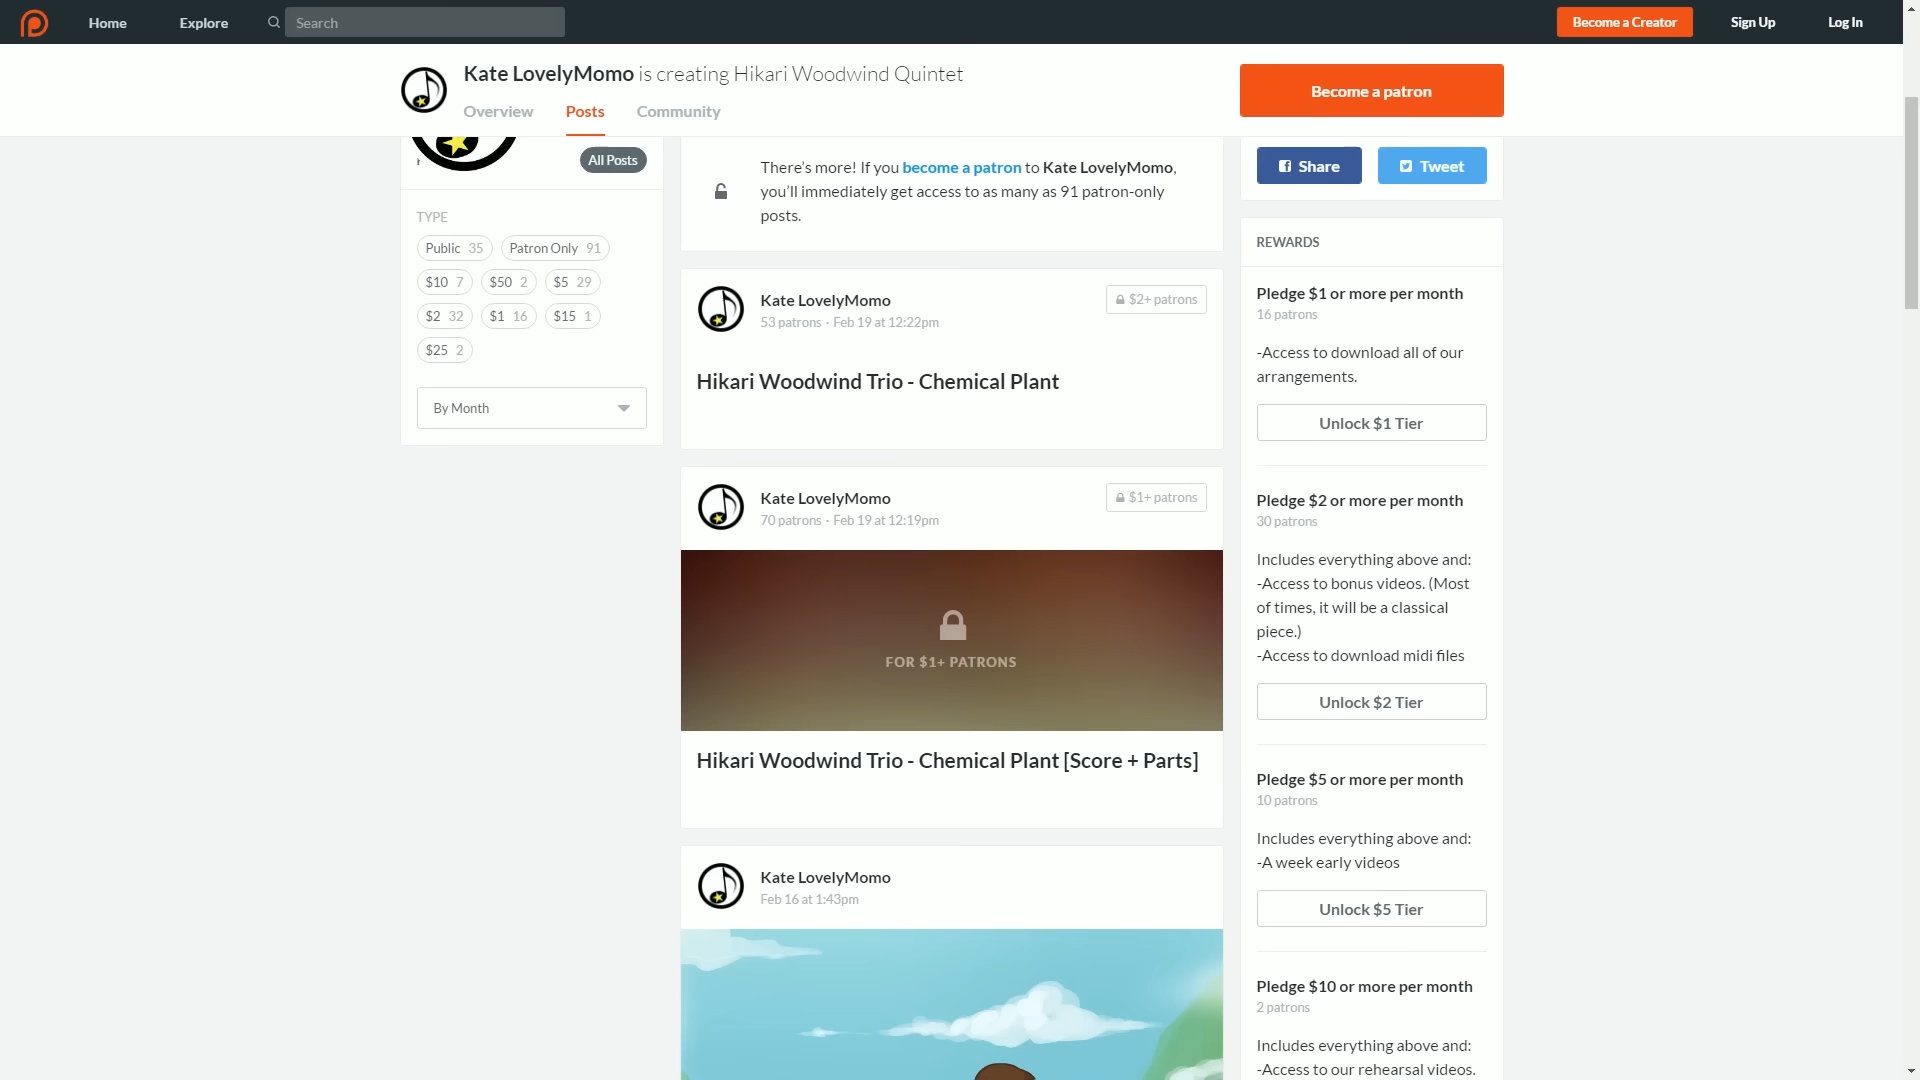 Home
Explore
Search
Become a Creator
Sign Up
Log In
Kate LovelyMomo is creating Hikari Woodwind Quintet
Overview
Posts
Community
Become a patron
All Posts
TYPE
Public 35
Patron Only 91
$10 7
$50 2
$5 29
$2 32
$1 16
$15 1
$25 2
By Month
There's more! If you become a patron to Kate LovelyMomo,
you'll immediately get access to as many as 91 patron-only
posts.
Kate LovelyMomo
53 patrons · Feb 19 at 12:22pm
$2+ patrons
Hikari Woodwind Trio - Chemical Plant
Kate LovelyMomo
70 patrons · Feb 19 at 12:19pm
$1+ patrons
FOR $1+ PATRONS
Hikari Woodwind Trio - Chemical Plant [Score + Parts]
Kate LovelyMomo
Feb 16 at 1:43pm
Share
Tweet
REWARDS
Pledge $1 or more per month
16 patrons
-Access to download all of our
arrangements.
Unlock $1 Tier
Pledge $2 or more per month
30 patrons
Includes everything above and:
-Access to bonus videos. (Most
of times, it will be a classical
piece.)
-Access to download midi files
Unlock $2 Tier
Pledge $5 or more per month
10 patrons
Includes everything above and:
-A week early videos
Unlock $5 Tier
Pledge $10 or more per month
2 patrons
Includes everything above and:
-Access to our rehearsal videos.